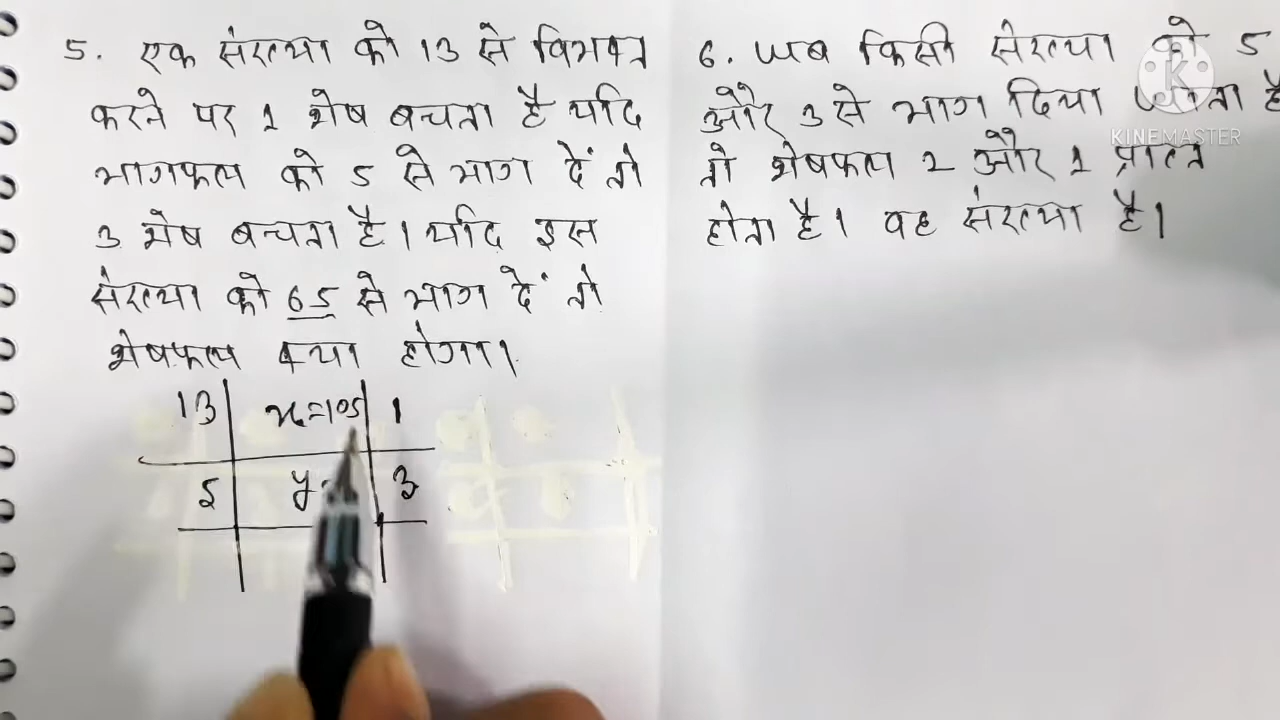 5. एक संख्या को 13 से विभक्त
करने पर 1 शेष बचता है यदि
भागफल को 5 से भाग दें तो
3 शेष बचता है। यदि इस
संख्या को 65 से भाग दें तो
शेषफल क्या होगा।
13 x=105 1
5 y= 3
6. जब किसी संख्या को 5
और 3 से भाग दिया जाता है
तो शेषफल 2 और 1 प्राप्त
होता है। वह संख्या है।
K
KINEMASTER